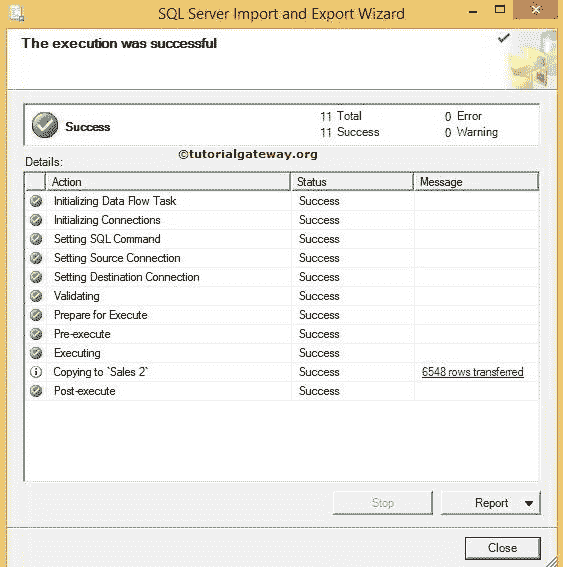 SQL Server Import and Export Wizard
The execution was successful
Success
11 Total 0 Error
11 Success 0 Warning
©tutorialgateway.org
Details:
Action Status Message
Initializing Data Flow Task Success
Initializing Connections Success
Setting SQL Command Success
Setting Source Connection Success
Setting Destination Connection Success
Validating Success
Prepare for Execute Success
Pre-execute Success
Executing Success
Copying to `Sales 2` Success 6548 rows transferred
Post-execute Success
Stop Report
Close